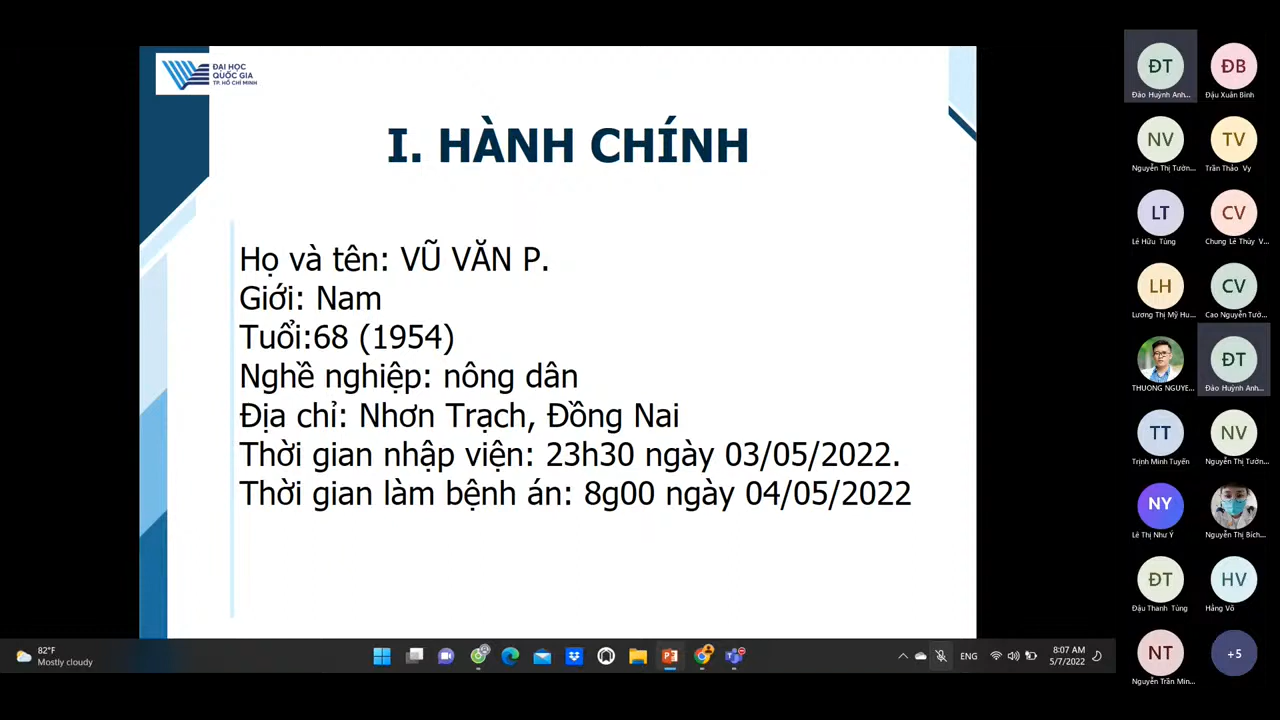 ĐẠI HỌC
QUỐC GIA
TP. HỒ CHÍ MINH
I. HÀNH CHÍNH
Họ và tên: VŨ VĂN P.
Giới: Nam
Tuổi:68 (1954)
Nghề nghiệp: nông dân
Địa chỉ: Nhơn Trạch, Đồng Nai
Thời gian nhập viện: 23h30 ngày 03/05/2022.
Thời gian làm bệnh án: 8g00 ngày 04/05/2022
ĐT
Đào Huỳnh Anh...
ĐB
Đậu Xuân Bình
NV
Nguyễn Thị Tườn...
TV
Trần Thảo Vy
LT
Lê Hữu Tùng
CV
Chung Lê Thùy V...
LH
Lương Thị Mỹ Hu...
CV
Cao Nguyễn Tướ...
THUONG NGUYE...
ĐT
Đào Huỳnh Anh...
TT
Trịnh Minh Tuyến
NV
Nguyễn Thị Tườn...
NY
Lê Thị Như Ý
Nguyễn Thị Bích...
ĐT
Đậu Thanh Tùng
HV
Hằng Võ
NT
Nguyễn Trần Min...
+5
82°F
Mostly cloudy
ENG
8:07 AM
5/7/2022